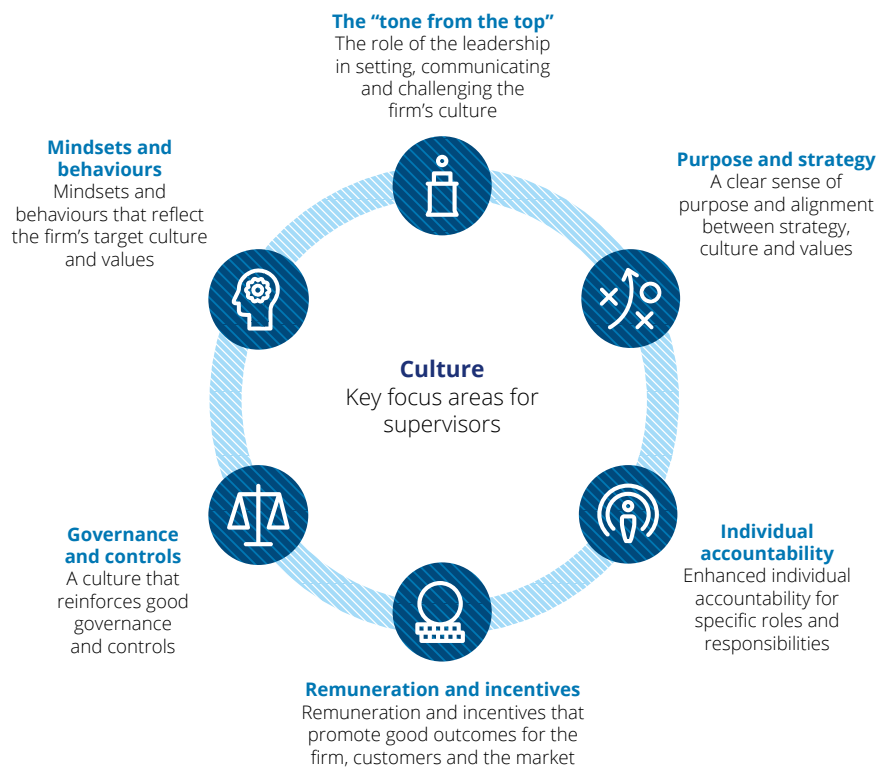 The “tone from the top”
The role of the leadership
in setting, communicating
and challenging the
firm’s culture
Purpose and strategy
A clear sense of
purpose and alignment
between strategy,
culture and values
Individual
accountability
Enhanced individual
accountability for
specific roles and
responsibilities
Remuneration and incentives
Remuneration and incentives that
promote good outcomes for the
firm, customers and the market
Governance
and controls
A culture that
reinforces good
governance
and controls
Mindsets and
behaviours
Mindsets and
behaviours that reflect
the firm’s target culture
and values
Culture
Key focus areas for
supervisors